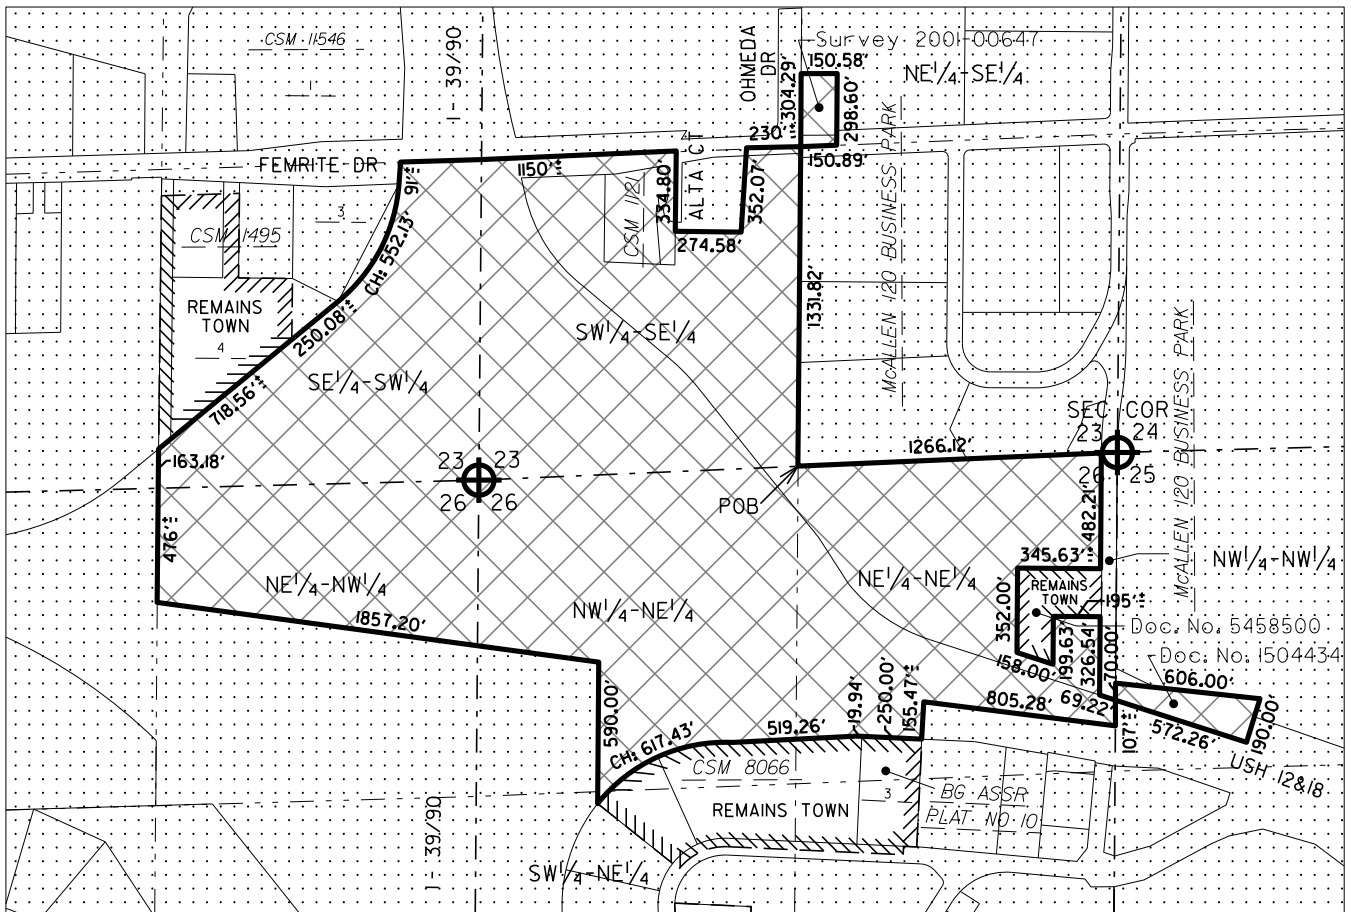 CSM 11546
1
I - 39/90
OHMEDA
DR
Survey 2001-00647
150.58'
NE1/4-SE1/4
304.29'
298.60'
FEMRITE DR
91'±
1150'±
ALTA CT
230'±
150.89'
334.80'
352.07'
274.58'
CSM 1121
CSM 1495
3
CH: 552.13'
REMAINS
TOWN
4
250.08'±
718.56'±
SW1/4-SE1/4
SE1/4-SW1/4
1331.82'
McALLEN 120 BUSINESS PARK
McALLEN 120 BUSINESS PARK
SEC COR
23 24
26 25
1266.12'
163.18'
23 23
26 26
POB
476'±
482.21'±
345.63'
NE1/4-NW1/4
NW1/4-NE1/4
NE1/4-NE1/4
NW1/4-NW1/4
REMAINS
TOWN
195'±
352.00'
199.63'
326.54'
70.00'
158.00'
Doc. No. 5458500
Doc. No. 1504434
606.00'
1857.20'
590.00'
CH: 617.43'
519.26'
19.94'
250.00'
155.47'±
805.28'
69.22'
107'±
572.26'
190.00'
USH 12&18
CSM 8066
3
REMAINS TOWN
BG ASSR
PLAT NO 10
I - 39/90
SW1/4-NE1/4